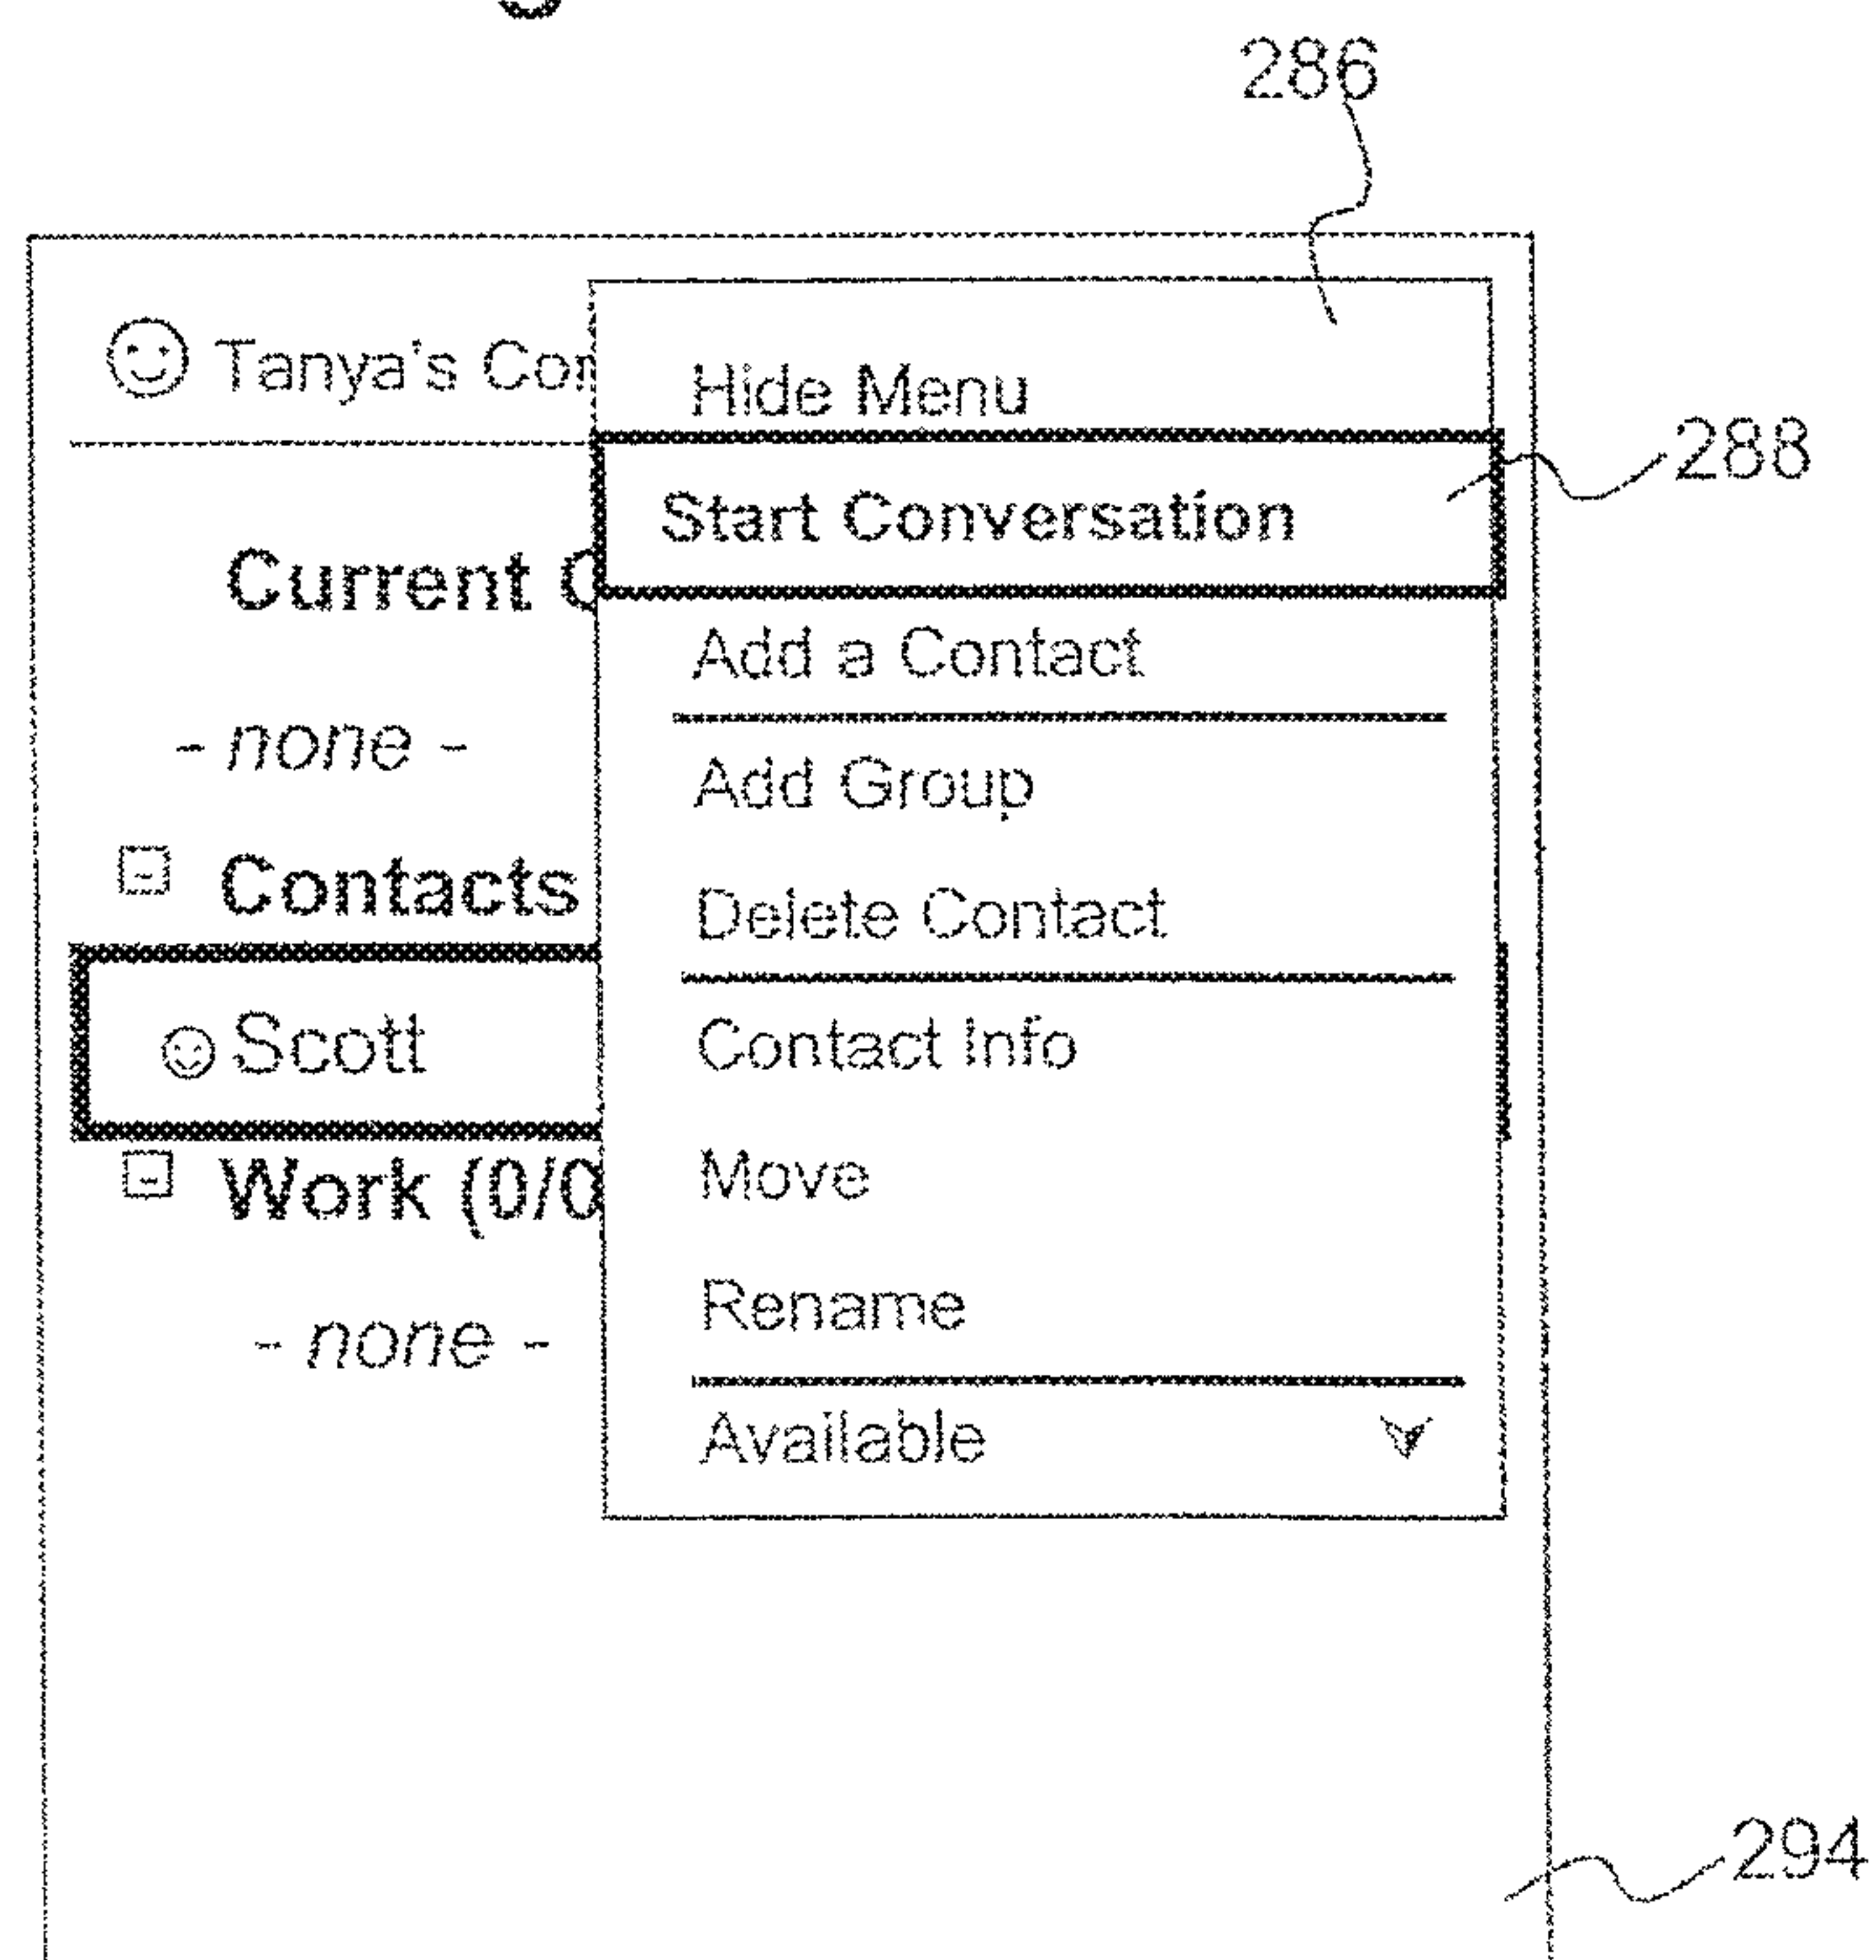 286
Tanya's Con
Hide Menu
288
Start Conversation
Current C
Add a Contact
- none -
Add Group
Contacts
Delete Contact
Scott
Contact Info
Work (0/0
Move
Rename
- none -
Available
294